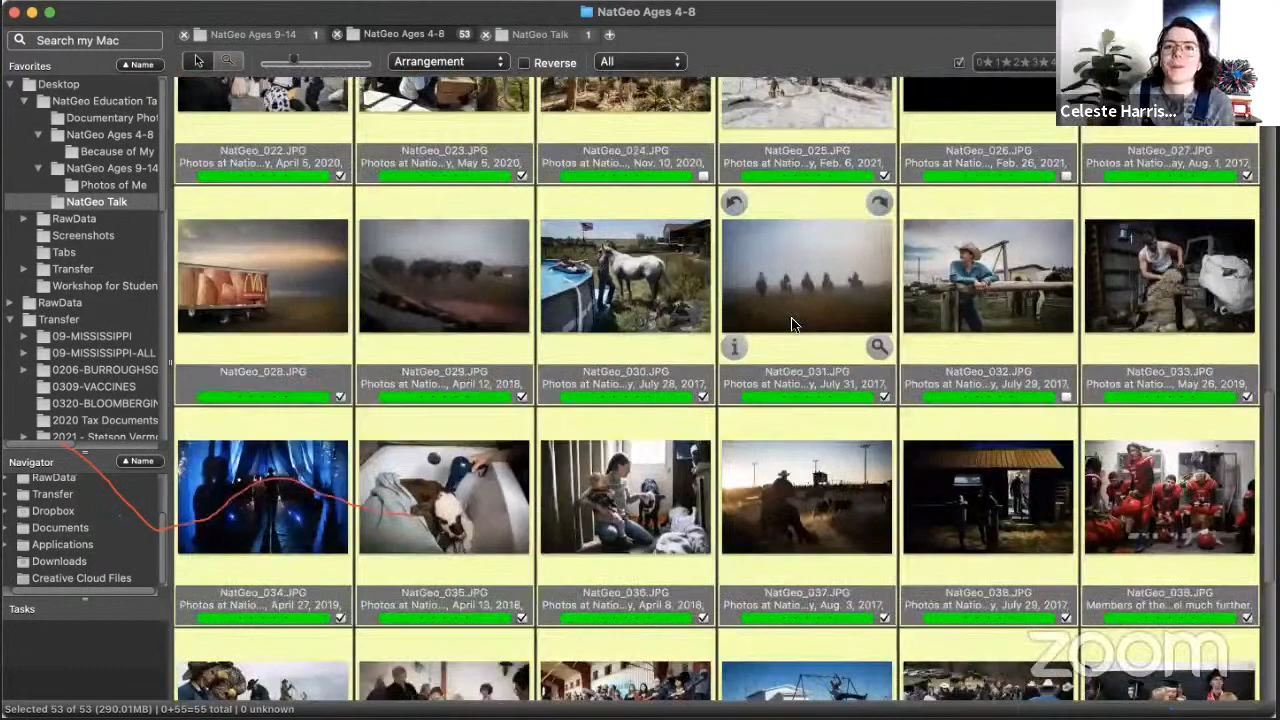 NatGeo Ages 4-8
Search my Mac
NatGeo Ages 9-14 1
NatGeo Ages 4-8 53
NatGeo Talk 1
Favorites
▲ Name
Arrangement
Reverse
All
0★1★2★3★4
Celeste Harris...
Desktop
NatGeo Education Ta
Documentary Phot
NatGeo Ages 4-8
Because of My
NatGeo Ages 9-14
Photos of Me
NatGeo Talk
RawData
Screenshots
Tabs
Transfer
Workshop for Studen
RawData
Transfer
09-MISSISSIPPI
09-MISSISSIPPI-ALL
0206-BURROUGHSG
0309-VACCINES
0320-BLOOMBERGIN
2020 Tax Documents
2021 - Stetson Vermo
Navigator
▲ Name
RawData
Transfer
Dropbox
Documents
Applications
Downloads
Creative Cloud Files
Tasks
NatGeo_022.JPG
Photos at Natio...y, April 5, 2020,
NatGeo_023.JPG
Photos at Natio...y, May 5, 2020,
NatGeo_024.JPG
Photos at Natio..., Nov. 10, 2020,
NatGeo_025.JPG
Photos at Natio...y, Feb. 6, 2021,
NatGeo_026.JPG
Photos at Natio..., Feb. 26, 2021,
NatGeo_027.JPG
Photos at Natio...ay, Aug. 1, 2017,
NatGeo_028.JPG
NatGeo_029.JPG
Photos at Natio..., April 12, 2018,
NatGeo_030.JPG
Photos at Natio..., July 28, 2017,
NatGeo_031.JPG
Photos at Natio..., July 31, 2017,
NatGeo_032.JPG
Photos at Natio..., July 29, 2017,
NatGeo_033.JPG
Photos at Natio..., May 26, 2019,
NatGeo_034.JPG
Photos at Natio..., April 27, 2019,
NatGeo_035.JPG
Photos at Natio..., April 13, 2018,
NatGeo_036.JPG
Photos at Natio...y, April 8, 2018,
NatGeo_037.JPG
Photos at Natio...y, Aug. 3, 2017,
NatGeo_038.JPG
Photos at Natio..., July 29, 2017,
NatGeo_039.JPG
Members of the...el much further.
zoom
Selected 53 of 53 (290.01MB) | 0+55=55 total | 0 unknown